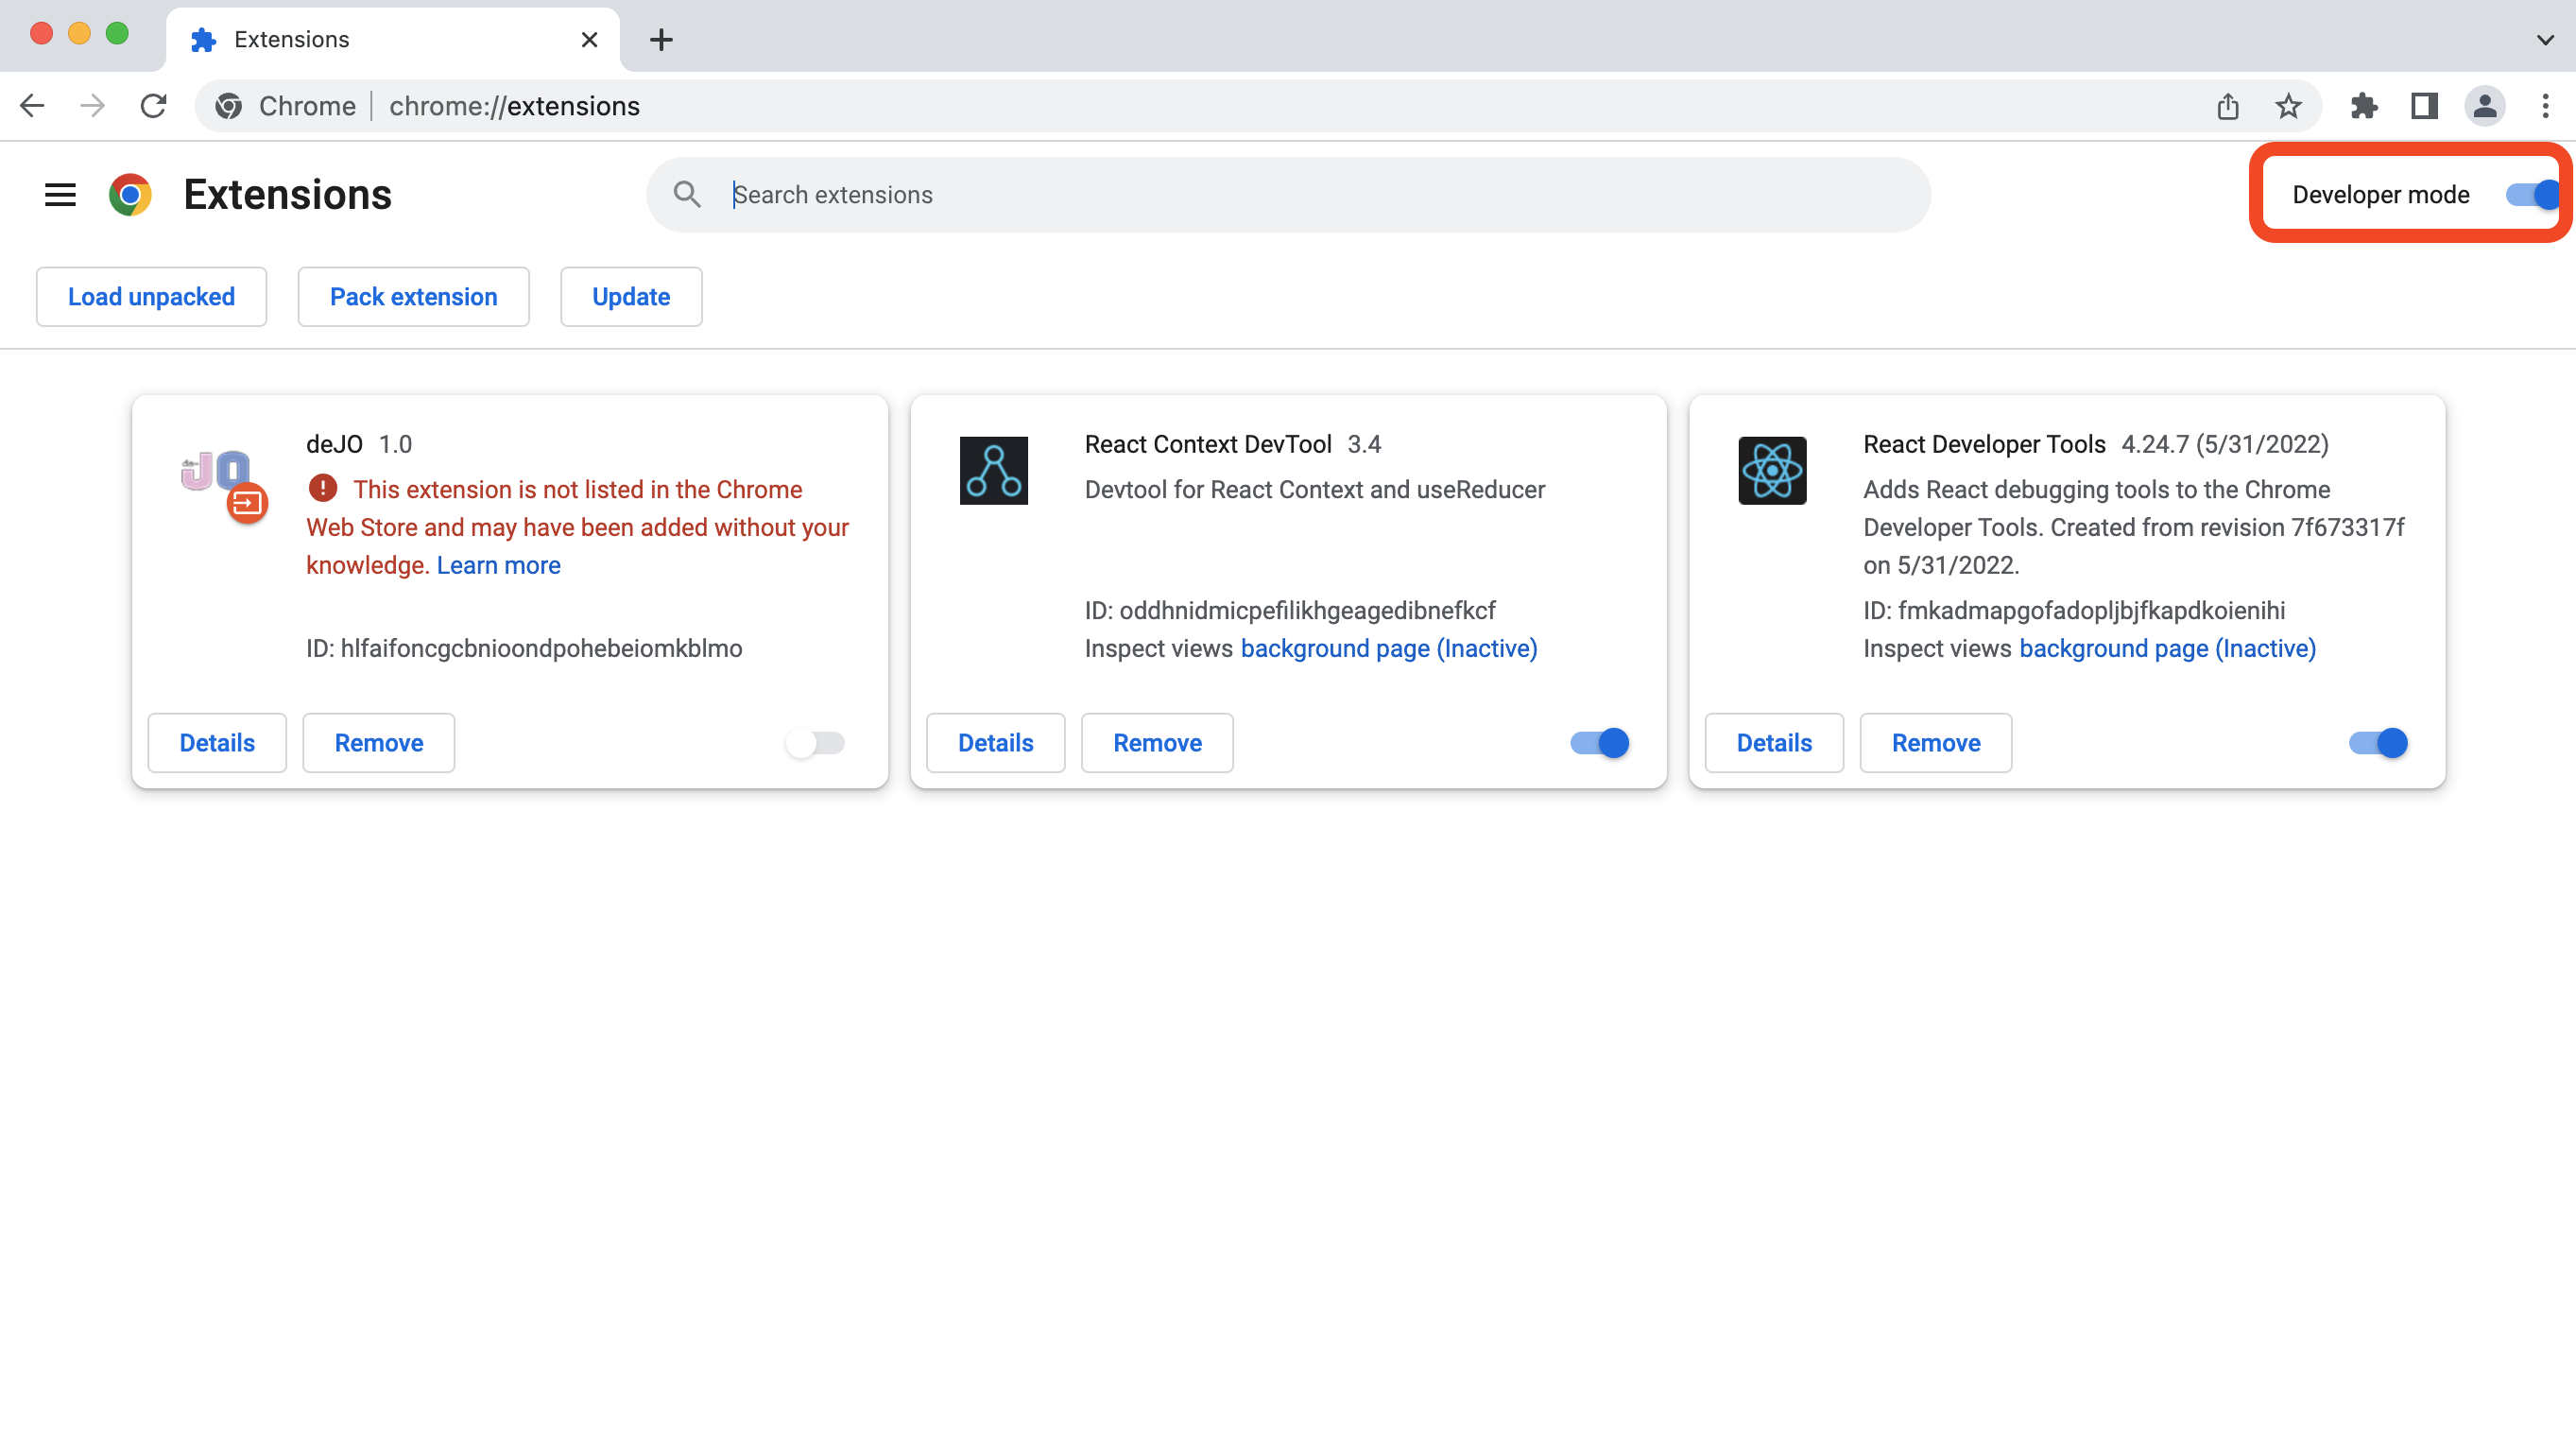 Extensions
Chrome chrome://extensions
Extensions
Search extensions
Developer mode
Load unpacked
Pack extension
Update
deJO 1.0
This extension is not listed in the Chrome
Web Store and may have been added without your
knowledge. Learn more
ID: hlfaifoncgcbnioondpohebeiomkblmo
Details
Remove
React Context DevTool 3.4
Devtool for React Context and useReducer
ID: oddhnidmicpefilikhgeagedibnefkcf
Inspect views background page (Inactive)
Details
Remove
React Developer Tools 4.24.7 (5/31/2022)
Adds React debugging tools to the Chrome
Developer Tools. Created from revision 7f673317f
on 5/31/2022.
ID: fmkadmapgofadopljbjfkapdkoienihi
Inspect views background page (Inactive)
Details
Remove
JO